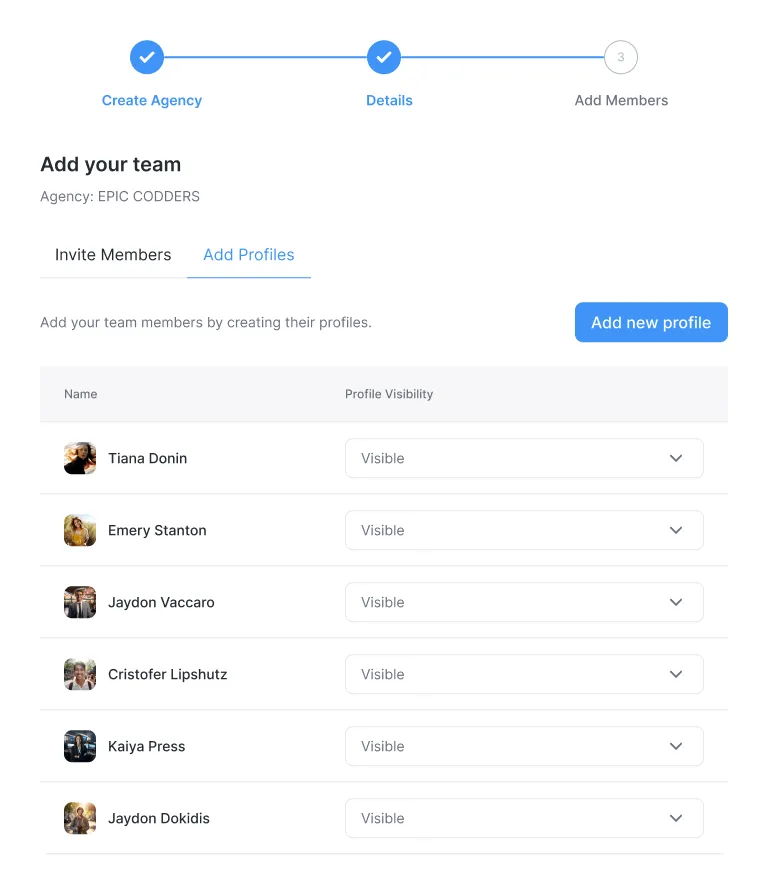 3
Create Agency
Details
Add Members
Add your team
Agency: EPIC CODDERS
Invite Members
Add Profiles
Add your team members by creating their profiles.
Add new profile
Name
Profile Visibility
Tiana Donin
Visible
Emery Stanton
Visible
Jaydon Vaccaro
Visible
Cristofer Lipshutz
Visible
Kaiya Press
Visible
Jaydon Dokidis
Visible